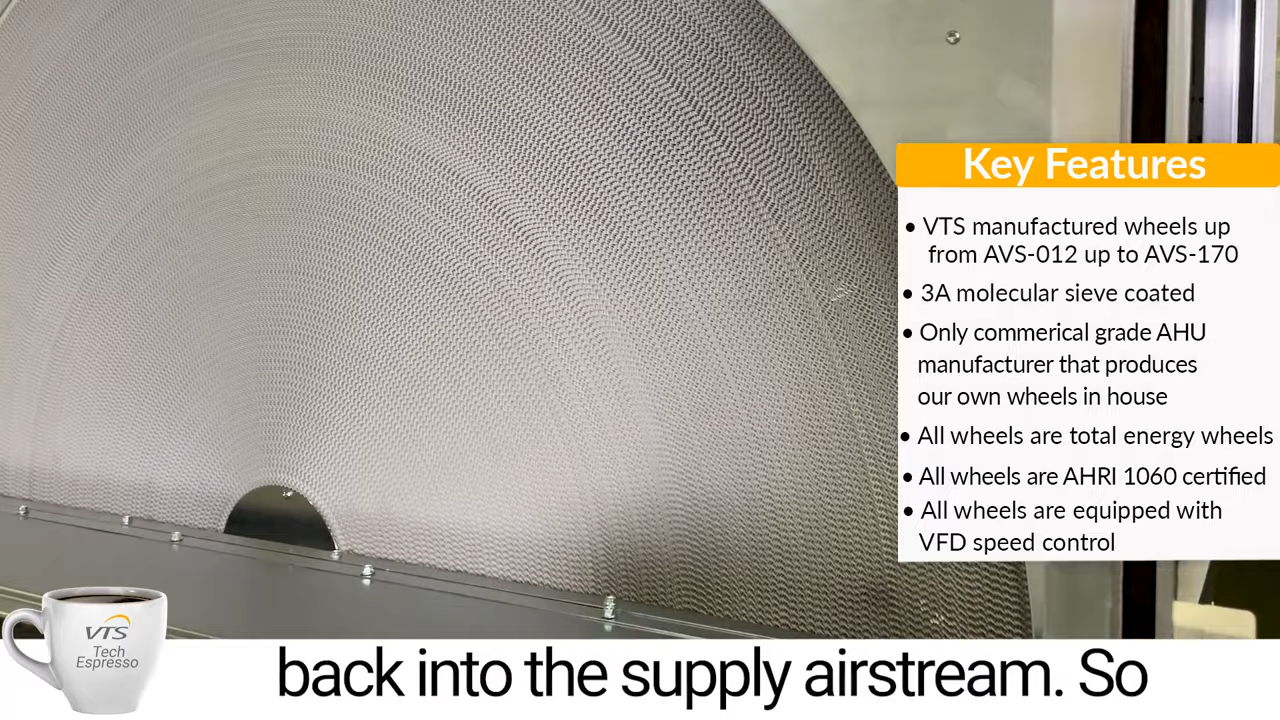 Key Features
• VTS manufactured wheels up
from AVS-012 up to AVS-170
• 3A molecular sieve coated
• Only commerical grade AHU
manufacturer that produces
our own wheels in house
• All wheels are total energy wheels
• All wheels are AHRI 1060 certified
• All wheels are equipped with
VFD speed control
VTS
Tech
Espresso
back into the supply airstream. So